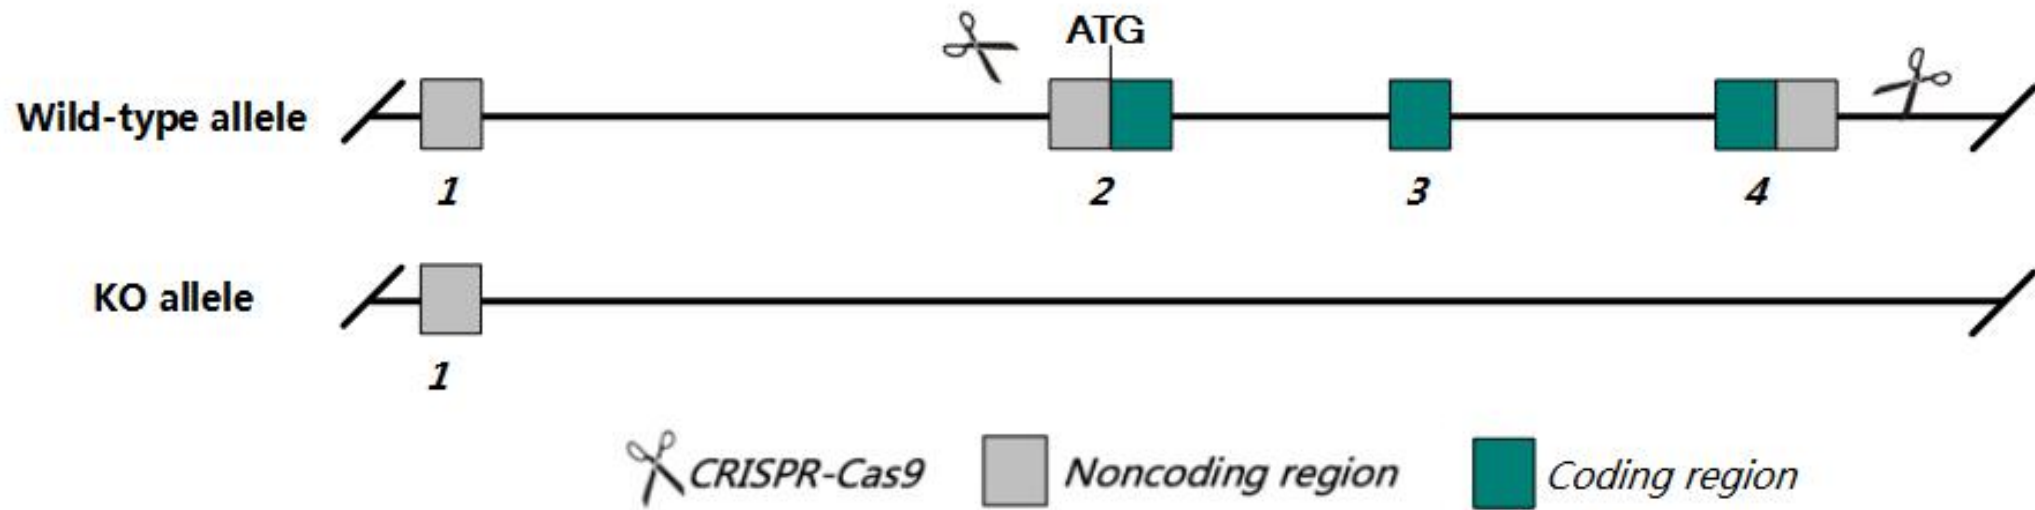 ATG
Wild-type allele
1 2 3 4
KO allele
1
CRISPR-Cas9 Noncoding region Coding region